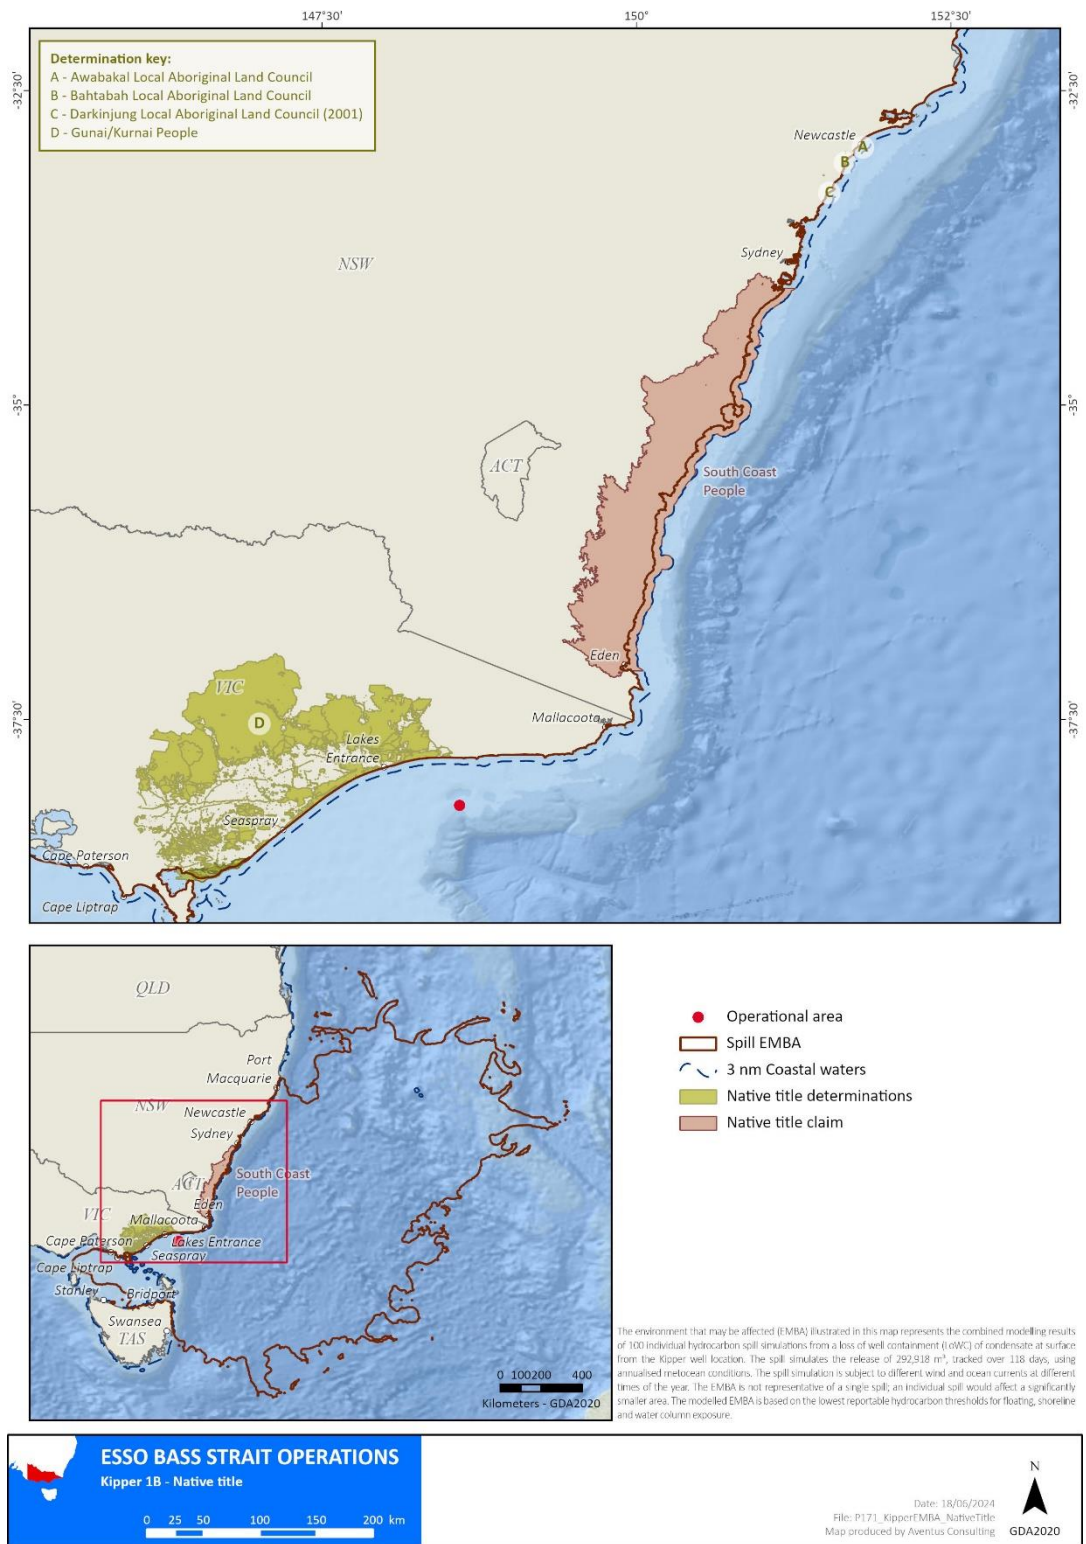 147°30'
150°
152°30'
Determination key:
A - Awabakal Local Aboriginal Land Council
B - Bahtabah Local Aboriginal Land Council
C - Darkinjung Local Aboriginal Land Council (2001)
D - Gunai/Kurnai People
-32°30'
-32°30'
Newcastle
A
B
C
Sydney
NSW
-35°
-35°
ACT
South Coast
People
Eden
VIC
D
Mallacoota
-37°30'
-37°30'
Lakes
Entrance
Seaspray
Cape Paterson
Cape Liptrap
QLD
Port
Macquarie
NSW
Newcastle
Sydney
South Coast
People
ACT
Eden
VIC
Mallacoota
Cape Paterson
Lakes Entrance
Seaspray
Cape Liptrap
Stanley
Bridport
Swansea
TAS
0 100200 400
Kilometers - GDA2020
Operational area
Spill EMBA
3 nm Coastal waters
Native title determinations
Native title claim
The environment that may be affected (EMBA) illustrated in this map represents the combined modelling results
of 100 individual hydrocarbon spill simulations from a loss of well containment (LoWC) of condensate at surface
from the Kipper well location. The spill simulates the release of 292,918 m³, tracked over 118 days, using
annualised metocean conditions. The spill simulation is subject to different wind and ocean currents at different
times of the year. The EMBA is not representative of a single spill; an individual spill would affect a significantly
smaller area. The modelled EMBA is based on the lowest reportable hydrocarbon thresholds for floating, shoreline
and water column exposure.
ESSO BASS STRAIT OPERATIONS
Kipper 1B - Native title
0 25 50 100 150 200 km
N
Date: 18/06/2024
File: P171_KipperEMBA_NativeTitle
Map produced by Aventus Consulting
GDA2020